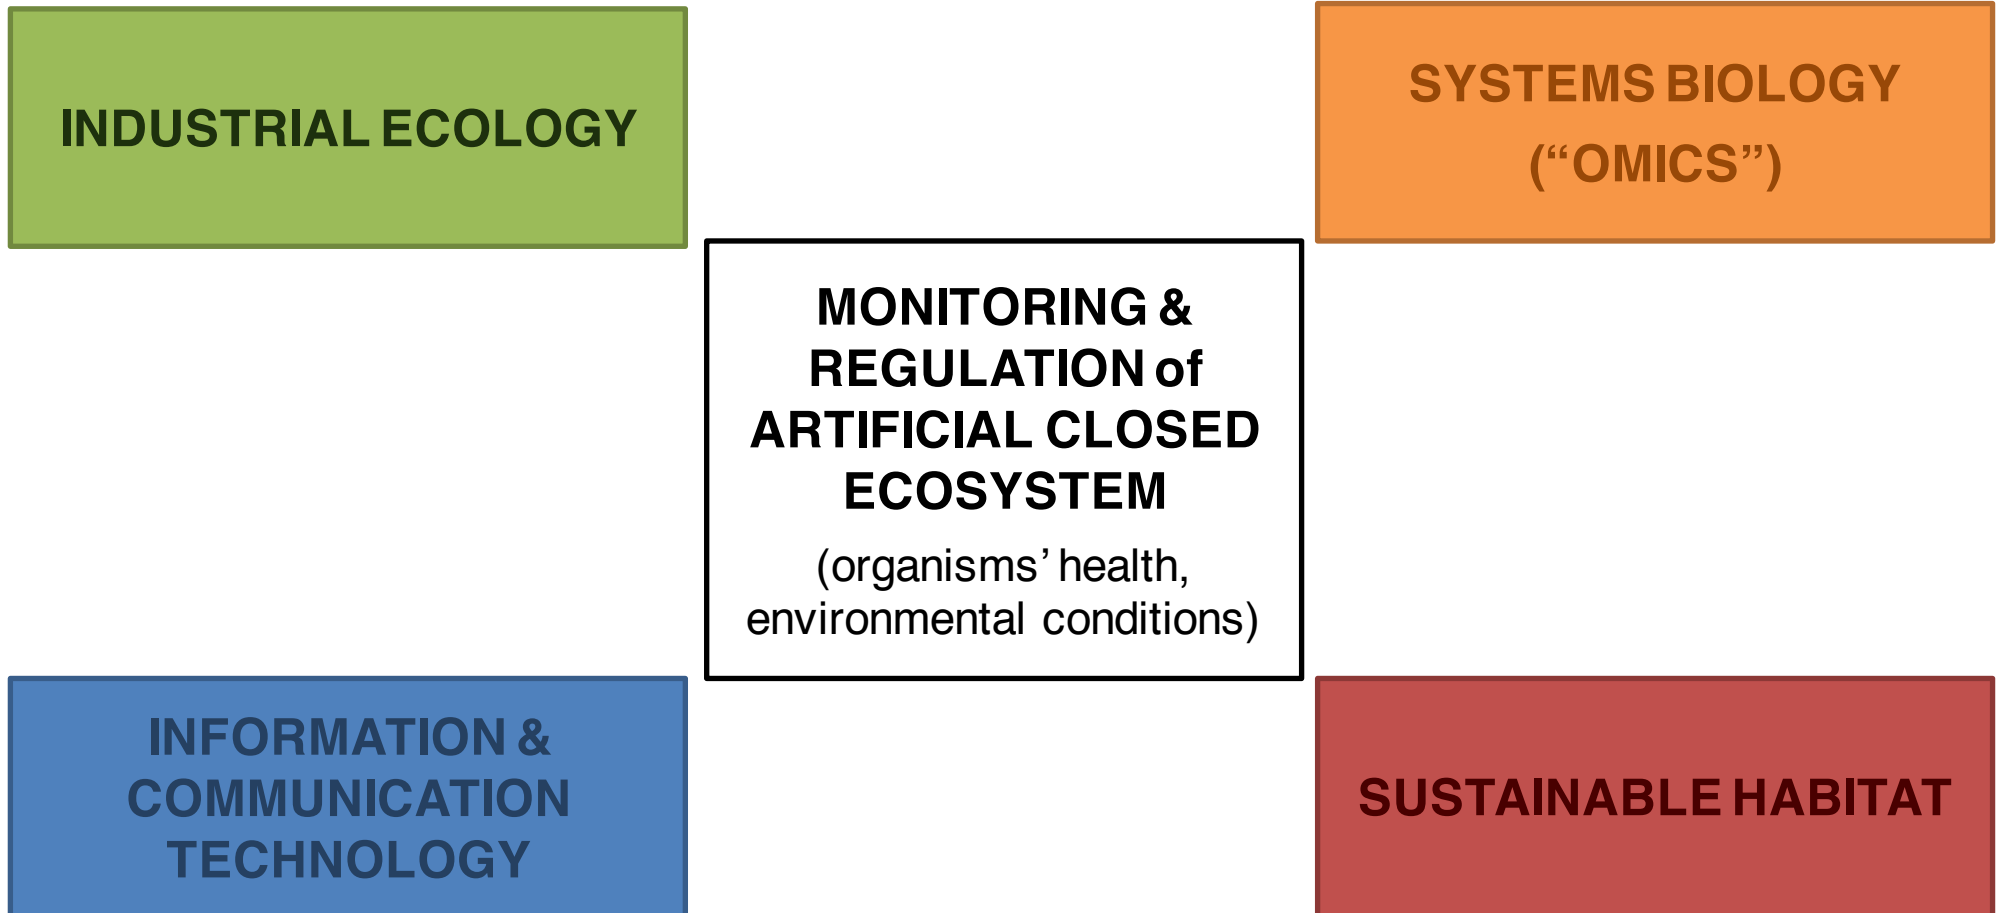 INDUSTRIAL ECOLOGY
SYSTEMS BIOLOGY
(“OMICS”)
MONITORING &
REGULATION of
ARTIFICIAL CLOSED
ECOSYSTEM
(organisms’ health,
environmental conditions)
INFORMATION &
COMMUNICATION
TECHNOLOGY
SUSTAINABLE HABITAT